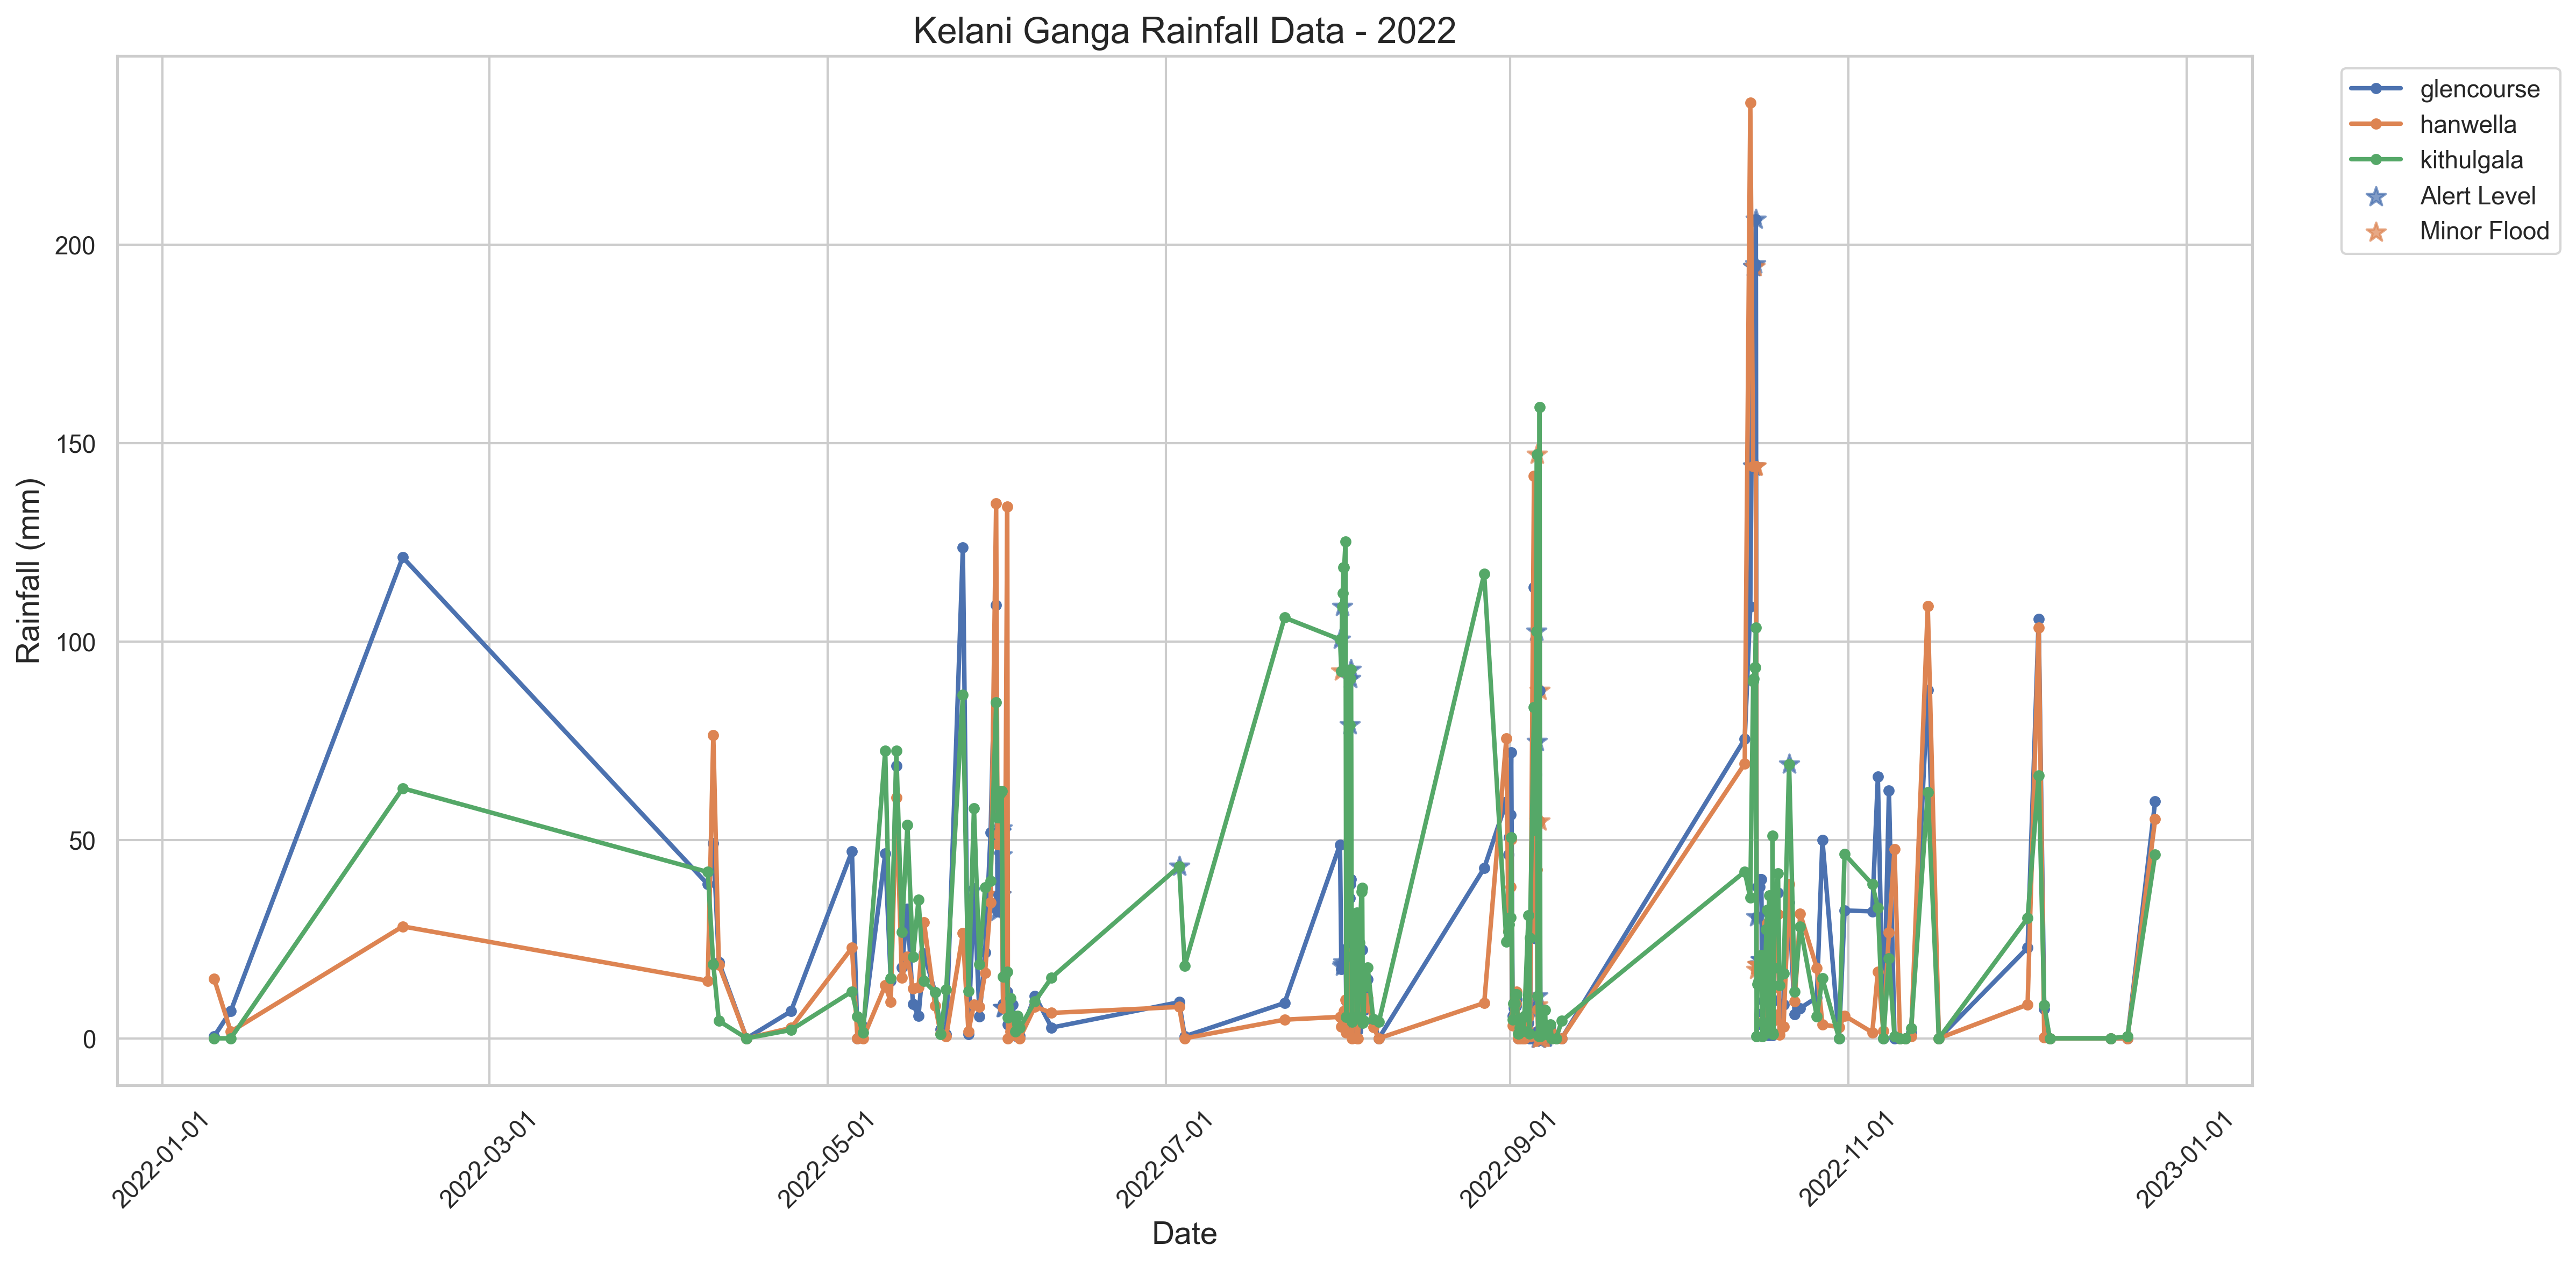 Kelani Ganga Rainfall Data - 2022
glencourse
hanwella
kithulgala
Alert Level
Minor Flood
Rainfall (mm)
200
150
100
50
0
2022-01-01
2022-03-01
2022-05-01
2022-07-01
2022-09-01
2022-11-01
2023-01-01
Date